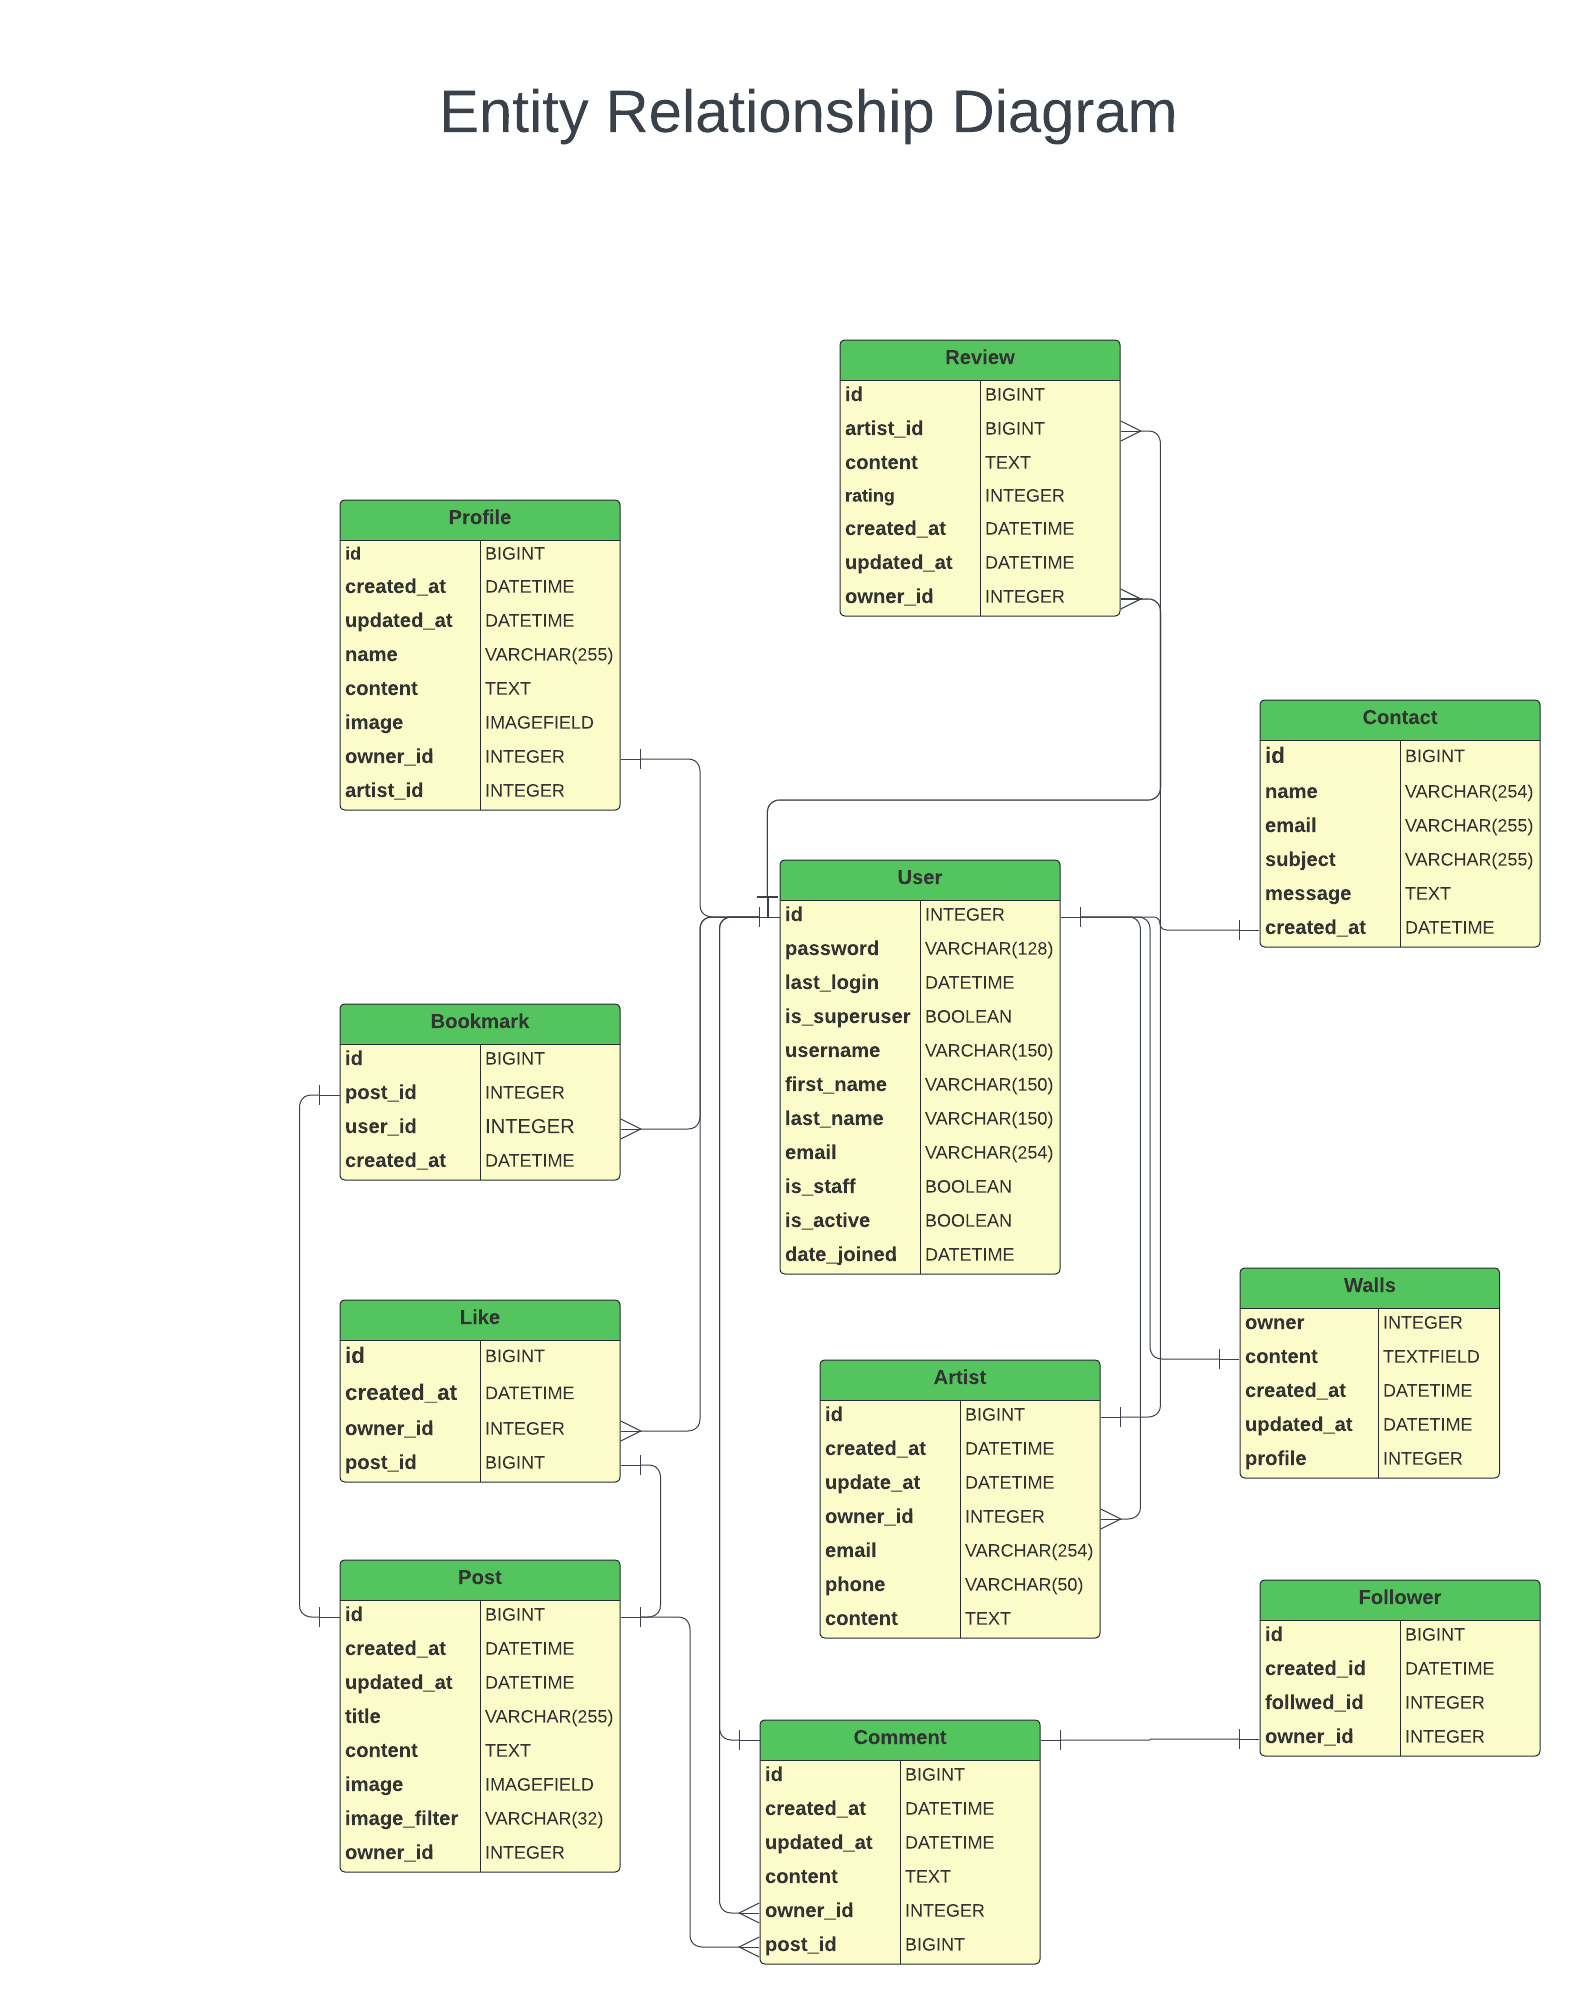 Entity Relationship Diagram
Review
id BIGINT
artist_id BIGINT
content TEXT
rating INTEGER
created_at DATETIME
updated_at DATETIME
owner_id INTEGER
Profile
id BIGINT
created_at DATETIME
updated_at DATETIME
name VARCHAR(255)
content TEXT
image IMAGEFIELD
owner_id INTEGER
artist_id INTEGER
Contact
id BIGINT
name VARCHAR(254)
email VARCHAR(255)
subject VARCHAR(255)
message TEXT
created_at DATETIME
User
id INTEGER
password VARCHAR(128)
last_login DATETIME
is_superuser BOOLEAN
username VARCHAR(150)
first_name VARCHAR(150)
last_name VARCHAR(150)
email VARCHAR(254)
is_staff BOOLEAN
is_active BOOLEAN
date_joined DATETIME
Bookmark
id BIGINT
post_id INTEGER
user_id INTEGER
created_at DATETIME
Like
id BIGINT
created_at DATETIME
owner_id INTEGER
post_id BIGINT
Walls
owner INTEGER
content TEXTFIELD
created_at DATETIME
updated_at DATETIME
profile INTEGER
Artist
id BIGINT
created_at DATETIME
update_at DATETIME
owner_id INTEGER
email VARCHAR(254)
phone VARCHAR(50)
content TEXT
Post
id BIGINT
created_at DATETIME
updated_at DATETIME
title VARCHAR(255)
content TEXT
image IMAGEFIELD
image_filter VARCHAR(32)
owner_id INTEGER
Follower
id BIGINT
created_id DATETIME
follwed_id INTEGER
owner_id INTEGER
Comment
id BIGINT
created_at DATETIME
updated_at DATETIME
content TEXT
owner_id INTEGER
post_id BIGINT